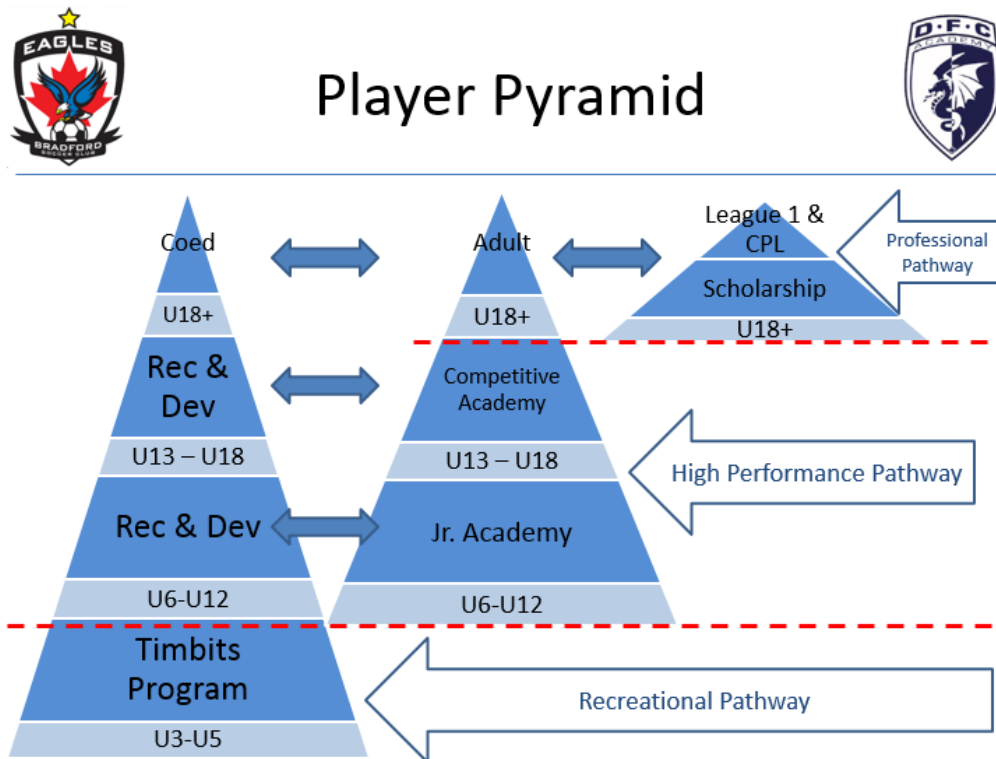 EAGLES
BRADFORD
SOCCER CLUB
Player Pyramid
D·F·C
ACADEMY
Coed
Adult
League 1 &
CPL
Professional
Pathway
Scholarship
U18+
U18+
U18+
Rec &
Dev
Competitive
Academy
U13 – U18
U13 – U18
High Performance Pathway
Rec & Dev
Jr. Academy
U6-U12
U6-U12
Timbits
Program
Recreational Pathway
U3-U5